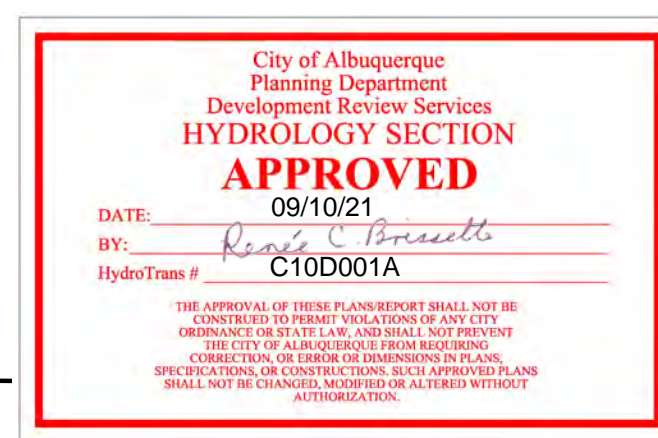 City of Albuquerque
Planning Department
Development Review Services
HYDROLOGY SECTION
APPROVED
DATE: 09/10/21
BY: Renée C. Brissette
HydroTrans # C10D001A
THE APPROVAL OF THESE PLANS/REPORT SHALL NOT BE
CONSTRUED TO PERMIT VIOLATIONS OF ANY CITY
ORDINANCE OR STATE LAW, AND SHALL NOT PREVENT
THE CITY OF ALBUQUERQUE FROM REQUIRING
CORRECTION, OR ERROR OR DIMENSIONS IN PLANS,
SPECIFICATIONS, OR CONSTRUCTIONS. SUCH APPROVED PLANS
SHALL NOT BE CHANGED, MODIFIED OR ALTERED WITHOUT
AUTHORIZATION.